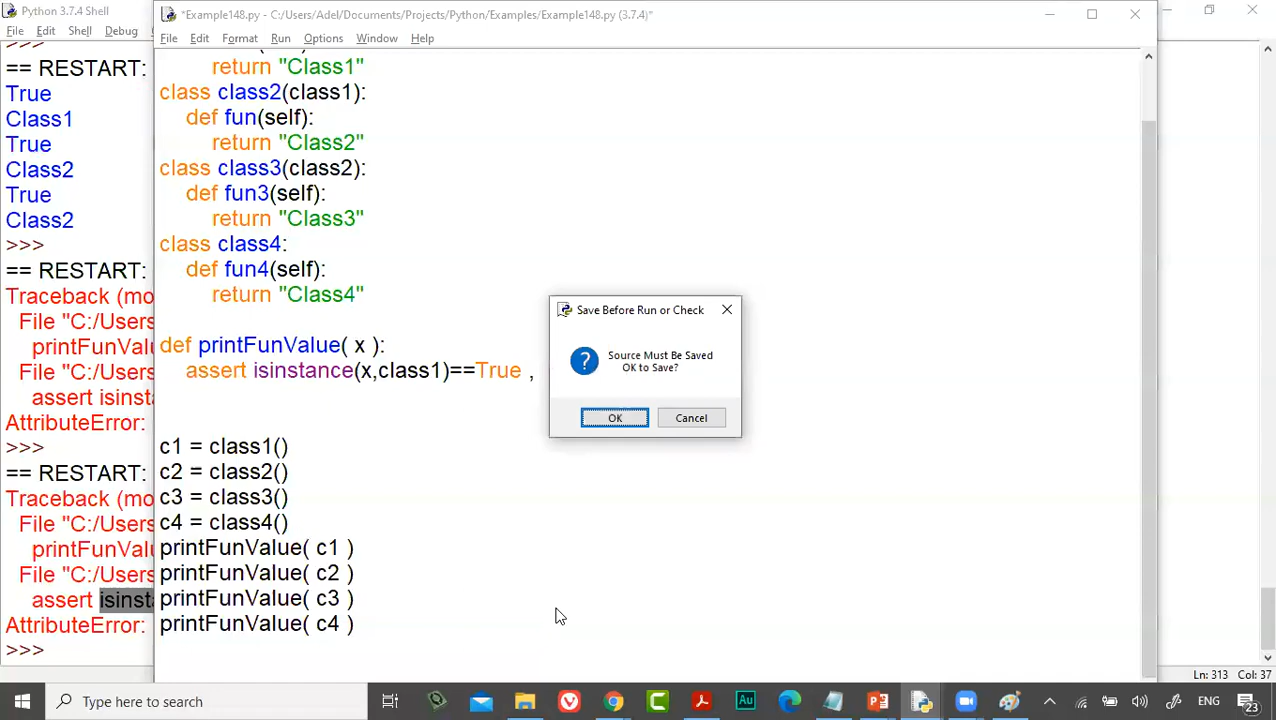 Python 3.7.4 Shell
File Edit Shell Debug
>>>
== RESTART:
True
Class1
True
Class2
True
Class2
>>>
== RESTART:
Traceback (mo
File "C:/Users
printFunValu
File "C:/Users
assert isinstan
AttributeError:
>>>
== RESTART:
Traceback (mo
File "C:/Users
printFunValu
File "C:/Users
assert isinsta
AttributeError:
>>>
*Example148.py - C:/Users/Adel/Documents/Projects/Python/Examples/Example148.py (3.7.4)*
File Edit Format Run Options Window Help
return "Class1"
class class2(class1):
def fun(self):
return "Class2"
class class3(class2):
def fun3(self):
return "Class3"
class class4:
def fun4(self):
return "Class4"
def printFunValue( x ):
assert isinstance(x,class1)==True ,
c1 = class1()
c2 = class2()
c3 = class3()
c4 = class4()
printFunValue( c1 )
printFunValue( c2 )
printFunValue( c3 )
printFunValue( c4 )
Save Before Run or Check
Source Must Be Saved
OK to Save?
OK Cancel
Ln: 313 Col: 37
Type here to search
Au
ENG
23